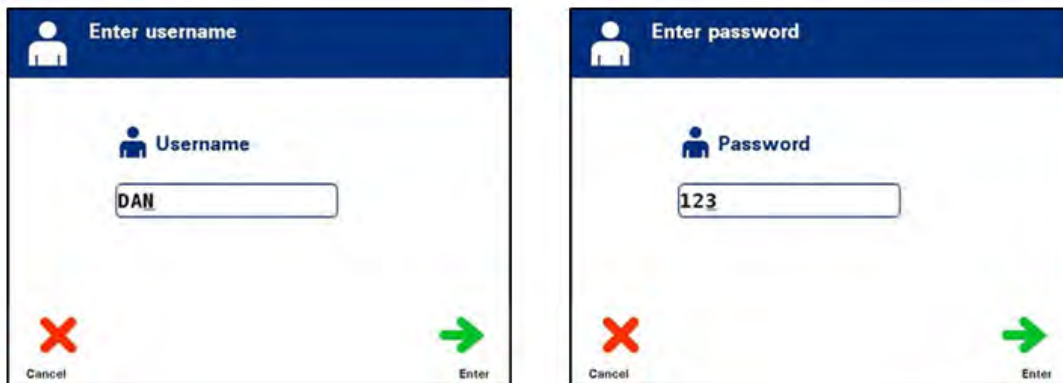 Enter username
Username
DAN
Cancel
Enter
Enter password
Password
123
Cancel
Enter